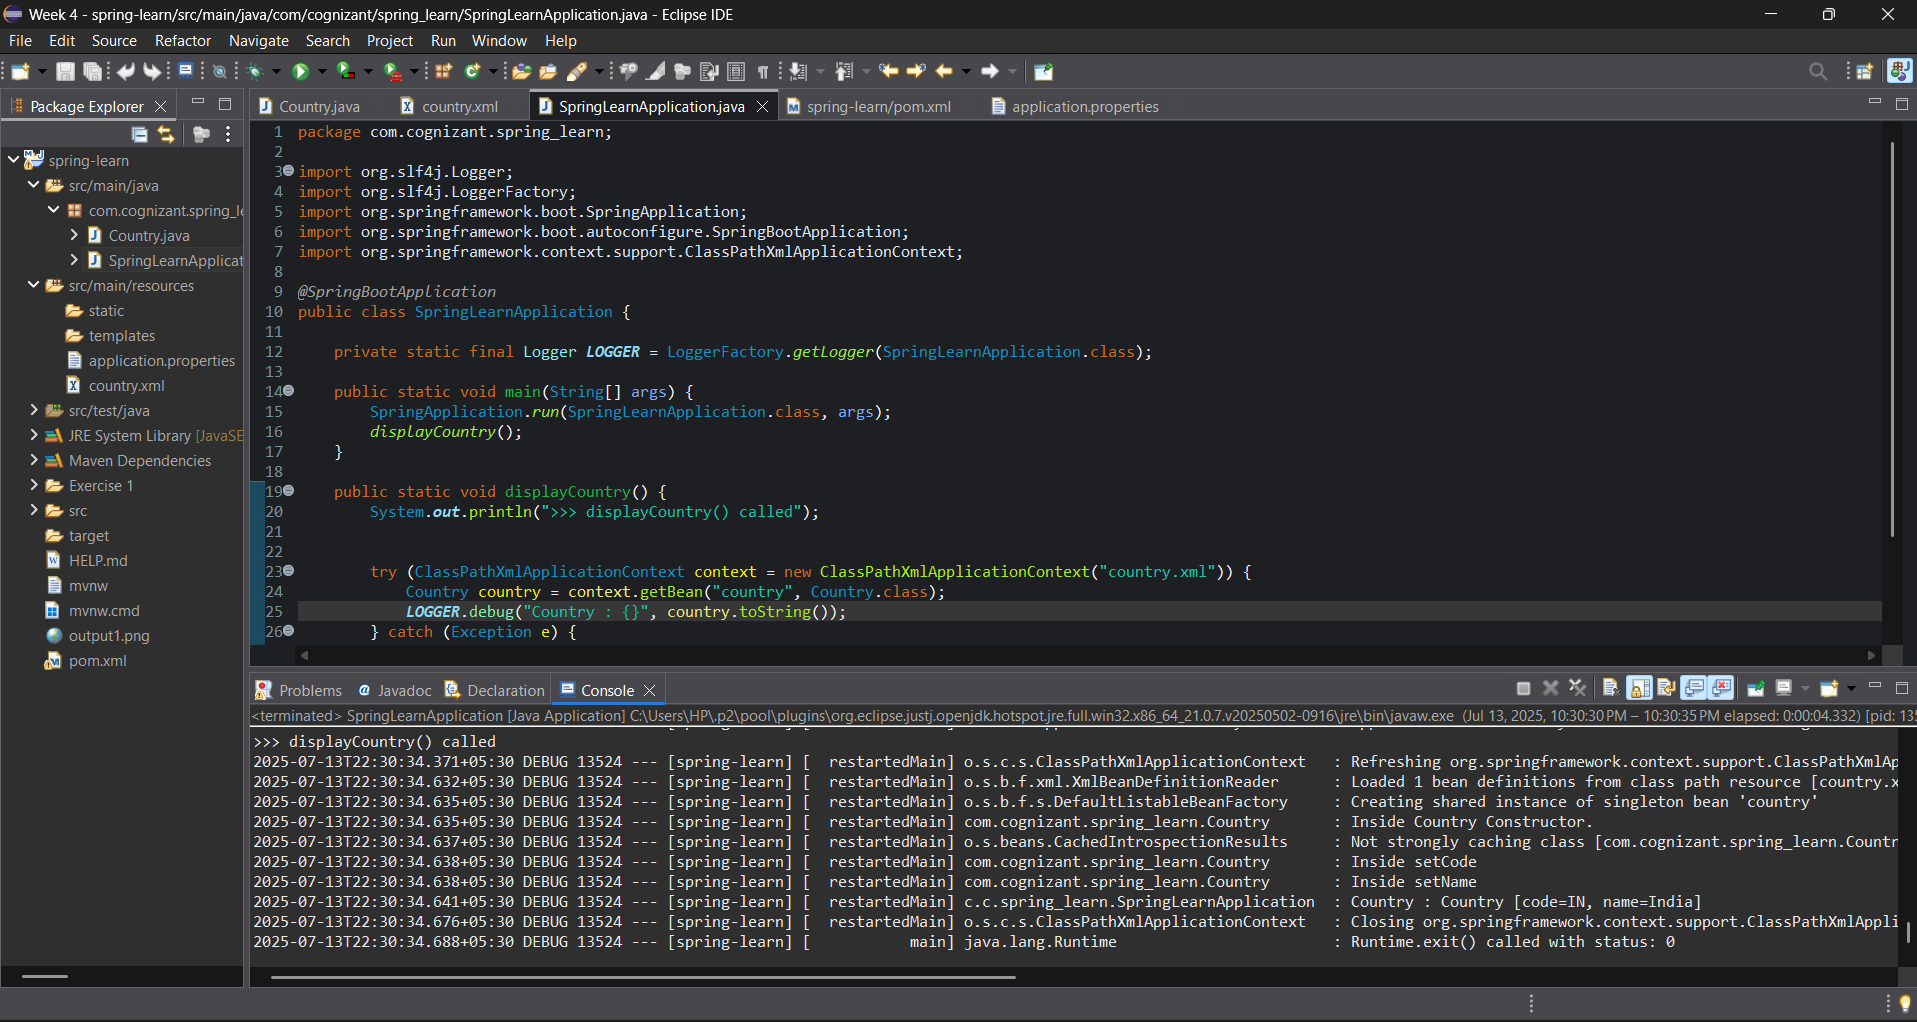 Week 4 - spring-learn/src/main/java/com/cognizant/spring_learn/SpringLearnApplication.java - Eclipse IDE
File Edit Source Refactor Navigate Search Project Run Window Help
Package Explorer
spring-learn
src/main/java
com.cognizant.spring_le
Country.java
SpringLearnApplicat
src/main/resources
static
templates
application.properties
country.xml
src/test/java
JRE System Library [JavaSE
Maven Dependencies
Exercise 1
src
target
HELP.md
mvnw
mvnw.cmd
output1.png
pom.xml
Country.java country.xml SpringLearnApplication.java spring-learn/pom.xml application.properties
1 package com.cognizant.spring_learn;
2
3 import org.slf4j.Logger;
4 import org.slf4j.LoggerFactory;
5 import org.springframework.boot.SpringApplication;
6 import org.springframework.boot.autoconfigure.SpringBootApplication;
7 import org.springframework.context.support.ClassPathXmlApplicationContext;
8
9 @SpringBootApplication
10 public class SpringLearnApplication {
11
12 private static final Logger LOGGER = LoggerFactory.getLogger(SpringLearnApplication.class);
13
14 public static void main(String[] args) {
15 SpringApplication.run(SpringLearnApplication.class, args);
16 displayCountry();
17 }
18
19 public static void displayCountry() {
20 System.out.println(">>> displayCountry() called");
21
22
23 try (ClassPathXmlApplicationContext context = new ClassPathXmlApplicationContext("country.xml")) {
24 Country country = context.getBean("country", Country.class);
25 LOGGER.debug("Country : {}", country.toString());
26 } catch (Exception e) {
Problems Javadoc Declaration Console
<terminated> SpringLearnApplication [Java Application] C:\Users\HP\.p2\pool\plugins\org.eclipse.justj.openjdk.hotspot.jre.full.win32.x86_64_21.0.7.v20250502-0916\jre\bin\javaw.exe (Jul 13, 2025, 10:30:30 PM – 10:30:35 PM elapsed: 0:00:04.332) [pid: 135
>>> displayCountry() called
2025-07-13T22:30:34.371+05:30 DEBUG 13524 --- [spring-learn] [ restartedMain] o.s.c.s.ClassPathXmlApplicationContext : Refreshing org.springframework.context.support.ClassPathXmlAp
2025-07-13T22:30:34.632+05:30 DEBUG 13524 --- [spring-learn] [ restartedMain] o.s.b.f.xml.XmlBeanDefinitionReader : Loaded 1 bean definitions from class path resource [country.x
2025-07-13T22:30:34.635+05:30 DEBUG 13524 --- [spring-learn] [ restartedMain] o.s.b.f.s.DefaultListableBeanFactory : Creating shared instance of singleton bean 'country'
2025-07-13T22:30:34.635+05:30 DEBUG 13524 --- [spring-learn] [ restartedMain] com.cognizant.spring_learn.Country : Inside Country Constructor.
2025-07-13T22:30:34.637+05:30 DEBUG 13524 --- [spring-learn] [ restartedMain] o.s.beans.CachedIntrospectionResults : Not strongly caching class [com.cognizant.spring_learn.Countr
2025-07-13T22:30:34.638+05:30 DEBUG 13524 --- [spring-learn] [ restartedMain] com.cognizant.spring_learn.Country : Inside setCode
2025-07-13T22:30:34.638+05:30 DEBUG 13524 --- [spring-learn] [ restartedMain] com.cognizant.spring_learn.Country : Inside setName
2025-07-13T22:30:34.641+05:30 DEBUG 13524 --- [spring-learn] [ restartedMain] c.c.spring_learn.SpringLearnApplication : Country : Country [code=IN, name=India]
2025-07-13T22:30:34.676+05:30 DEBUG 13524 --- [spring-learn] [ restartedMain] o.s.c.s.ClassPathXmlApplicationContext : Closing org.springframework.context.support.ClassPathXmlAppli
2025-07-13T22:30:34.688+05:30 DEBUG 13524 --- [spring-learn] [ main] java.lang.Runtime : Runtime.exit() called with status: 0